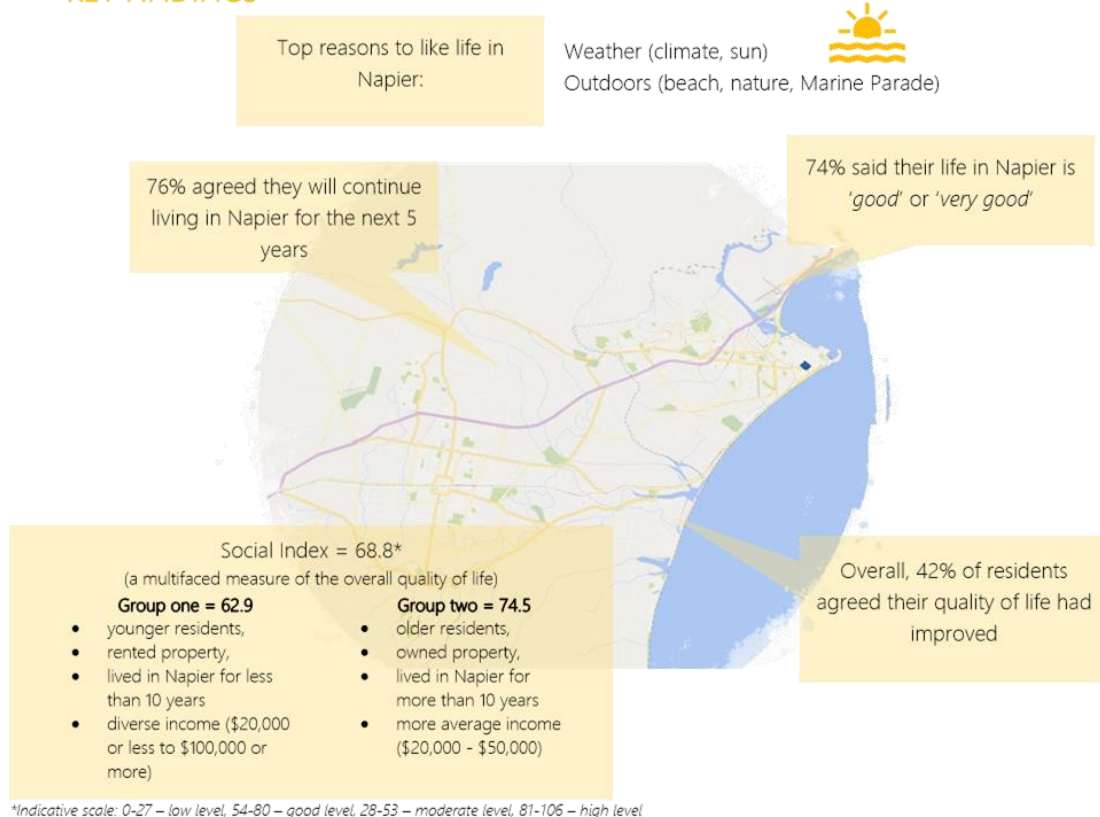 KEY FINDINGS
Top reasons to like life in
Napier:
Weather (climate, sun)
Outdoors (beach, nature, Marine Parade)
76% agreed they will continue
living in Napier for the next 5
years
74% said their life in Napier is
‘good’ or ‘very good’
Social Index = 68.8*
(a multifaced measure of the overall quality of life)
Group one = 62.9
• younger residents,
• rented property,
• lived in Napier for less
than 10 years
• diverse income ($20,000
or less to $100,000 or
more)
Group two = 74.5
• older residents,
• owned property,
• lived in Napier for
more than 10 years
• more average income
($20,000 - $50,000)
Overall, 42% of residents
agreed their quality of life had
improved
*Indicative scale: 0-27 – low level, 54-80 – good level, 28-53 – moderate level, 81-106 – high level